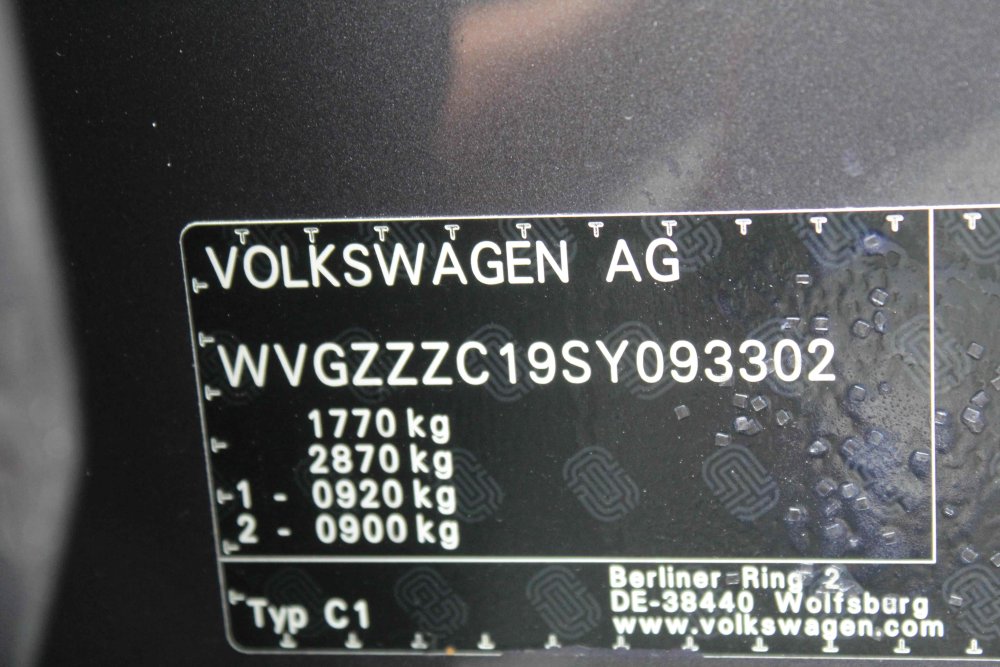 VOLKSWAGEN AG
WVGZZZC19SY093302
1770 kg
2870 kg
1 - 0920 kg
2 - 0900 kg
Typ C1
Berliner Ring 2
DE-38440 Wolfsburg
www.volkswagen.com